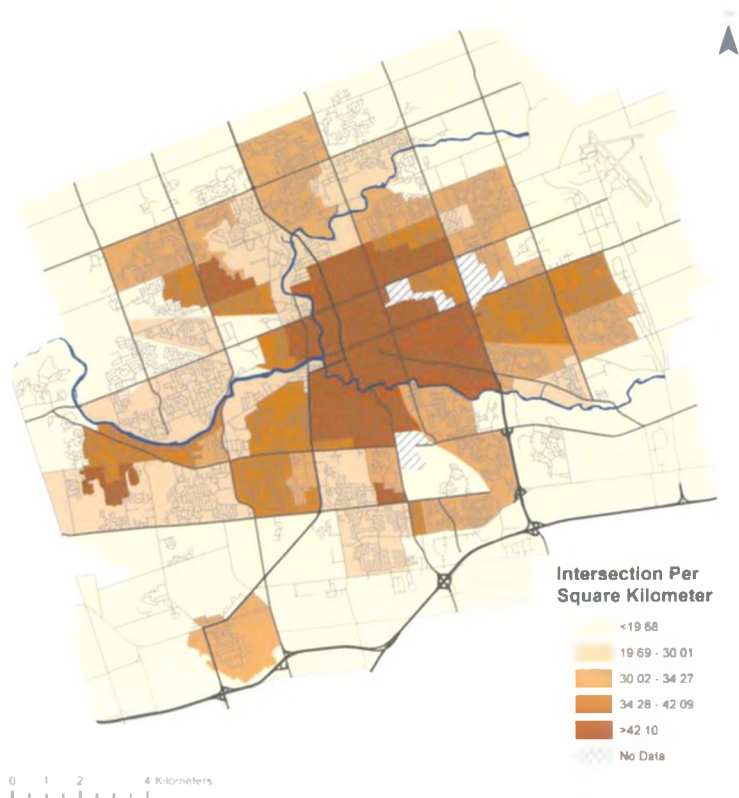 Intersection Per
Square Kilometer
<19 68
19 69 - 30 01
30 02 - 34 27
34 28 - 42 09
>42 10
No Data
0 1 2 4 Kilometers